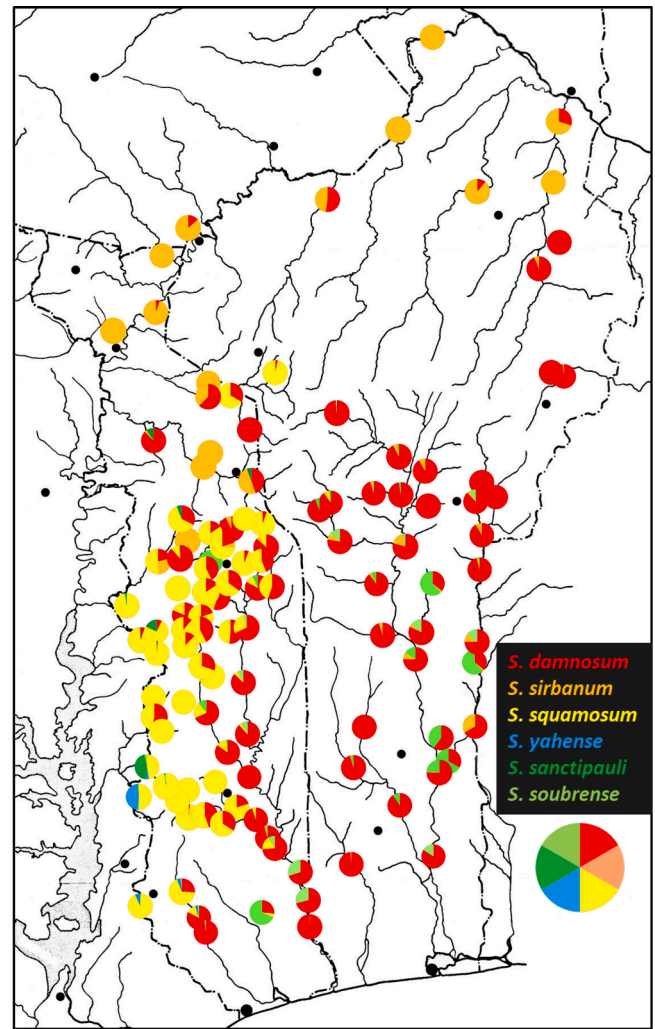 S. damnosum
S. sirbanum
S. squamosum
S. yahense
S. sanctipauli
S. soubrense